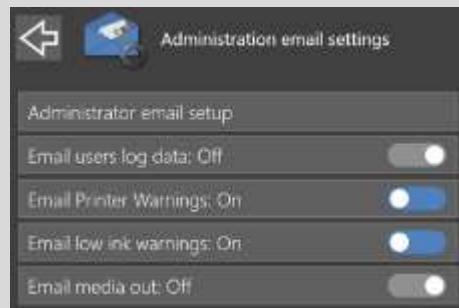 Administration email settings
Administrator email setup
Email users log data: Off
Email Printer Warnings: On
Email low ink warnings: On
Email media out: Off